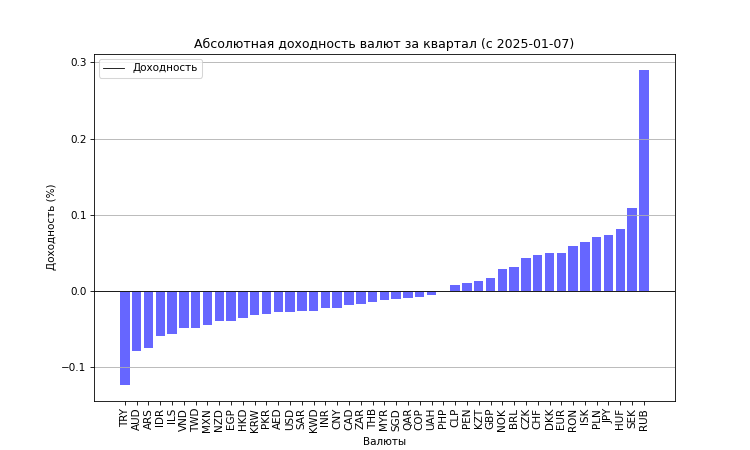 Абсолютная доходность валют за квартал (с 2025-01-07)
Доходность
Доходность (%)
0.3
0.2
0.1
0.0
−0.1
TRY AUD ARS IDR ILS VND TWD MXN NZD EGP HKD KRW PKR AED USD SAR KWD INR CNY CAD ZAR THB MYR SGD QAR COP UAH PHP CLP PEN KZT GBP NOK BRL CZK CHF DKK EUR RON ISK PLN JPY HUF SEK RUB
Валюты